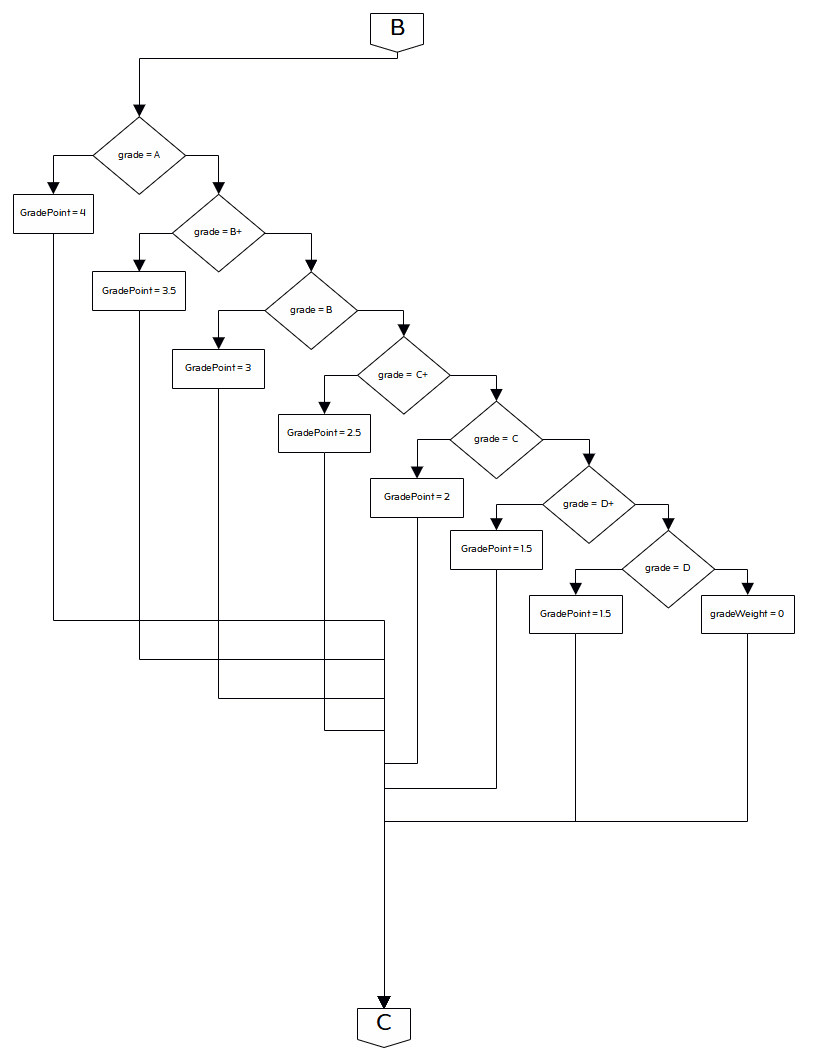 B
grade = A
GradePoint = 4
grade = B+
GradePoint = 3.5
grade = B
GradePoint = 3
grade = C+
GradePoint = 2.5
grade = C
GradePoint = 2
grade = D+
GradePoint = 1.5
grade = D
GradePoint = 1.5
gradeWeight = 0
C